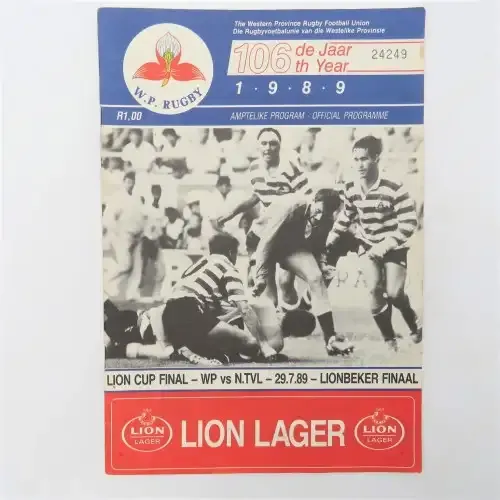 The Western Province Rugby Football Union
Die Rugbyvoetbalunie van die Westelike Provinsie
106 de Jaar
th Year
24249
1·9·8·9
W.P. RUGBY
R1,00
AMPTELIKE PROGRAM · OFFICIAL PROGRAMME
LION CUP FINAL – WP vs N.TVL – 29.7.89 – LIONBEKER FINAAL
LION
LAGER
LION LAGER
LION
LAGER